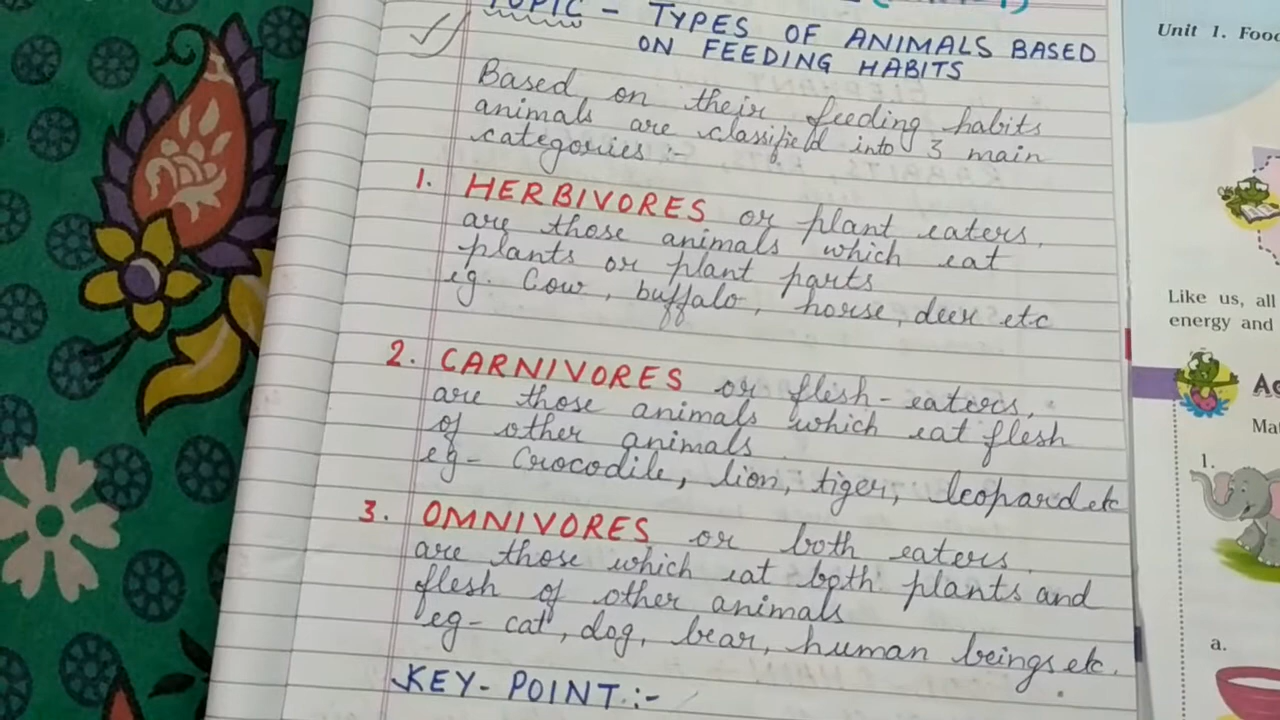 TOPIC - TYPES OF ANIMALS BASED
ON FEEDING HABITS
Based on their feeding habits
animals are classified into 3 main
categories :-
1. HERBIVORES or plant eaters,
are those animals which eat
plants or plant parts
eg. Cow, buffalo, horse, deer etc
2. CARNIVORES or flesh-eaters,
are those animals which eat flesh
of other animals
eg- Crocodile, lion, tiger, leopard etc
3. OMNIVORES or both eaters
are those which eat both plants and
flesh of other animals
eg- cat, dog, bear, human beings etc.
KEY-POINT :-
Unit 1.
Like us, all
energy and
1.
a.